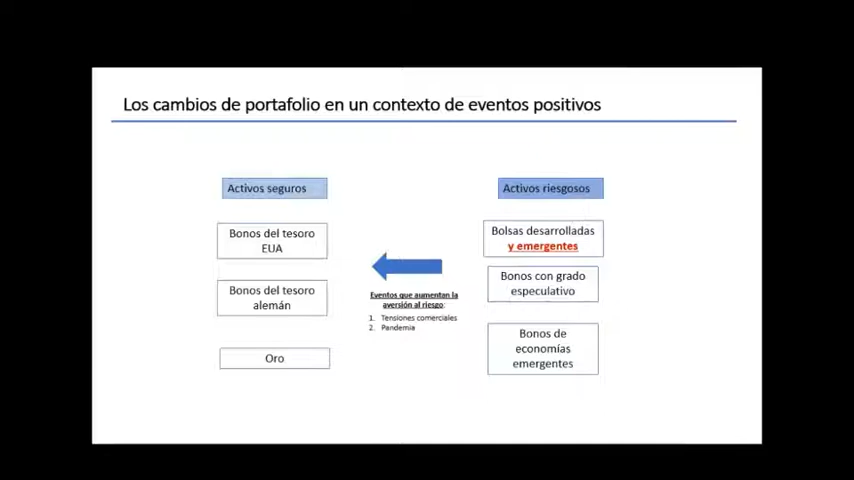 Los cambios de portafolio en un contexto de eventos positivos
Activos seguros
Activos riesgosos
Bonos del tesoro
EUA
Bolsas desarrolladas
y emergentes
Bonos con grado
especulativo
Bonos del tesoro
alemán
Eventos que aumentan la
aversión al riesgo:
1. Tensiones comerciales
2. Pandemia
Oro
Bonos de
economías
emergentes